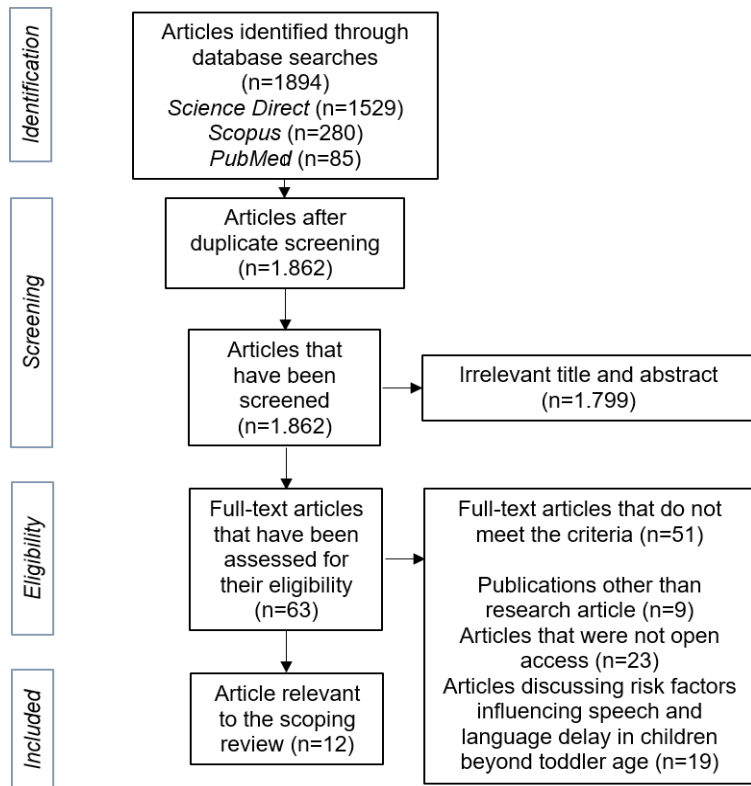 Identification
Articles identified through
database searches
(n=1894)
Science Direct (n=1529)
Scopus (n=280)
PubMed (n=85)
Screening
Articles after
duplicate screening
(n=1.862)
Articles that
have been
screened
(n=1.862)
Irrelevant title and abstract
(n=1.799)
Eligibility
Full-text articles
that have been
assessed for
their eligibility
(n=63)
Full-text articles that do not
meet the criteria (n=51)
Publications other than
research article (n=9)
Articles that were not open
access (n=23)
Articles discussing risk factors
influencing speech and
language delay in children
beyond toddler age (n=19)
Included
Article relevant
to the scoping
review (n=12)